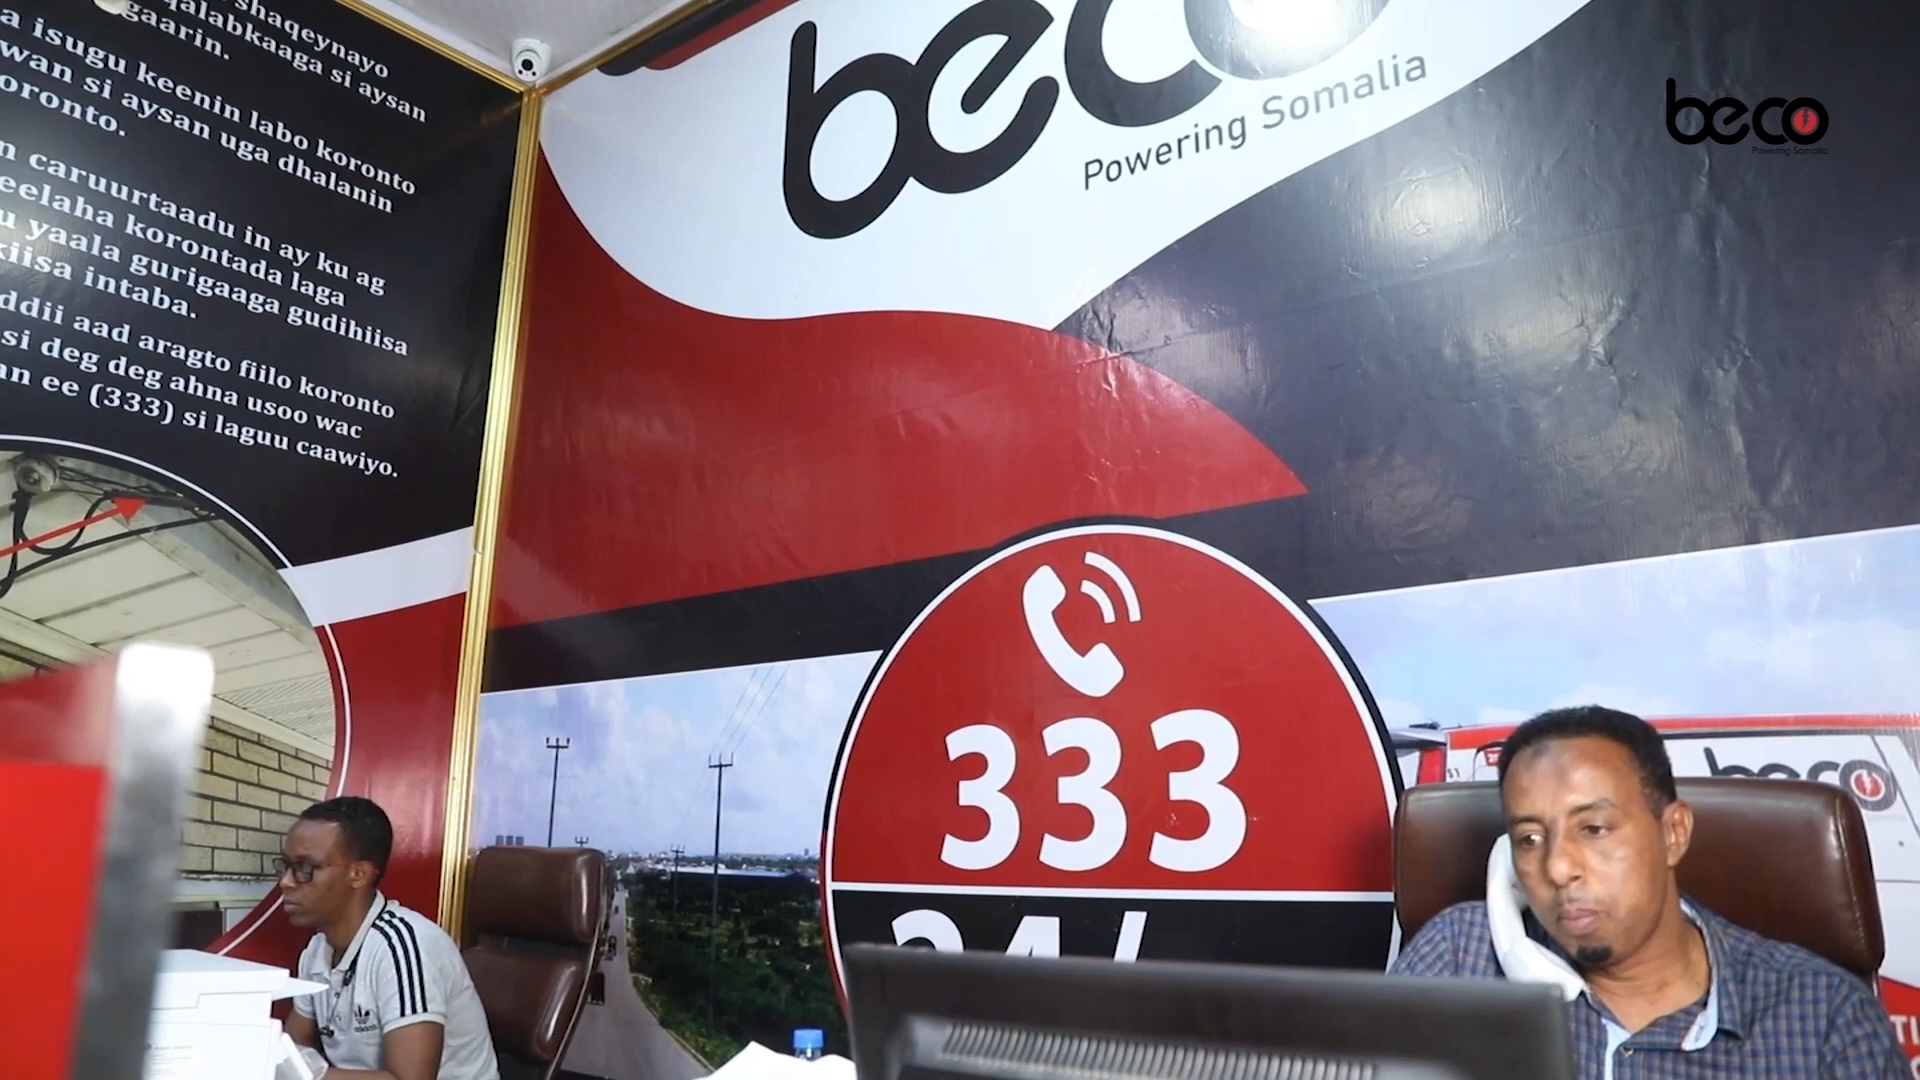 shaqeynayo
qalabkaaga si aysan
gaarin.
a isugu keenin labo koronto
wan si aysan uga dhalanin
oronto.
n caruurtaadu in ay ku ag
eelaha korontada laga
u yaala gurigaaga gudihiisa
kiisa intaba.
ddii aad aragto fiilo koronto
si deg deg ahna usoo wac
an ee (333) si laguu caawiyo.
beco
Powering Somalia
beco
Powering Somalia
333
24/
beco
adidas